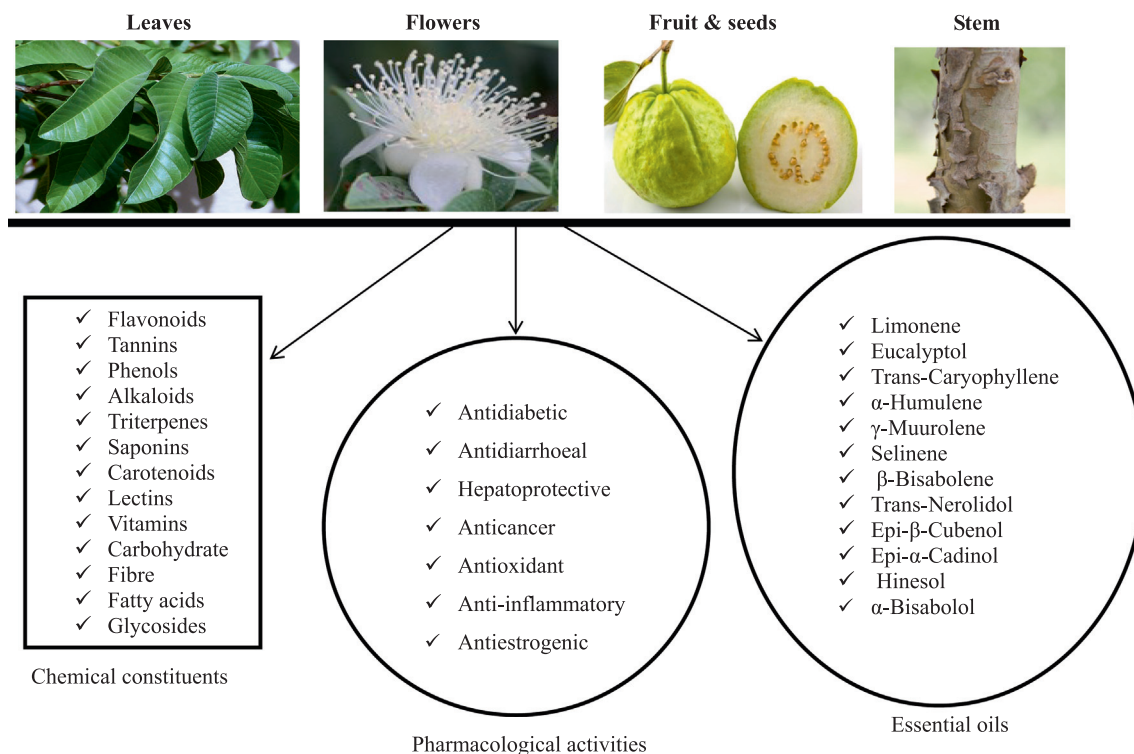 Leaves
Flowers
Fruit & seeds
Stem
✓ Flavonoids
✓ Tannins
✓ Phenols
✓ Alkaloids
✓ Triterpenes
✓ Saponins
✓ Carotenoids
✓ Lectins
✓ Vitamins
✓ Carbohydrate
✓ Fibre
✓ Fatty acids
✓ Glycosides
Chemical constituents
✓ Antidiabetic
✓ Antidiarrhoeal
✓ Hepatoprotective
✓ Anticancer
✓ Antioxidant
✓ Anti-inflammatory
✓ Antiestrogenic
Pharmacological activities
✓ Limonene
✓ Eucalyptol
✓ Trans-Caryophyllene
✓ α-Humulene
✓ γ-Muurolene
✓ Selinene
✓ β-Bisabolene
✓ Trans-Nerolidol
✓ Epi-β-Cubenol
✓ Epi-α-Cadinol
✓ Hinesol
✓ α-Bisabolol
Essential oils